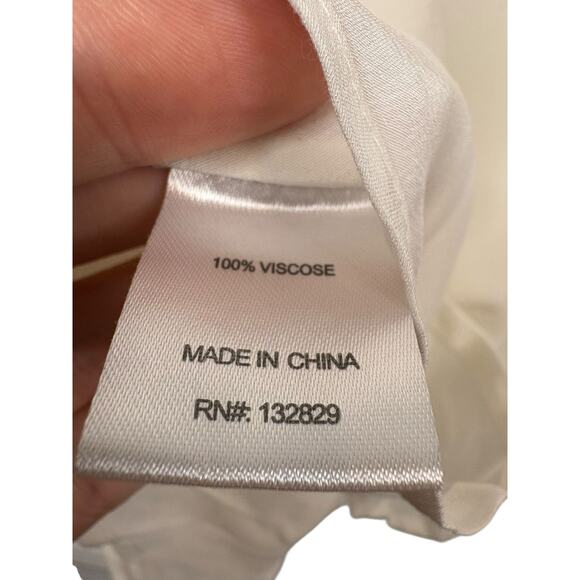 100% VISCOSE
MADE IN CHINA
RN#: 132829